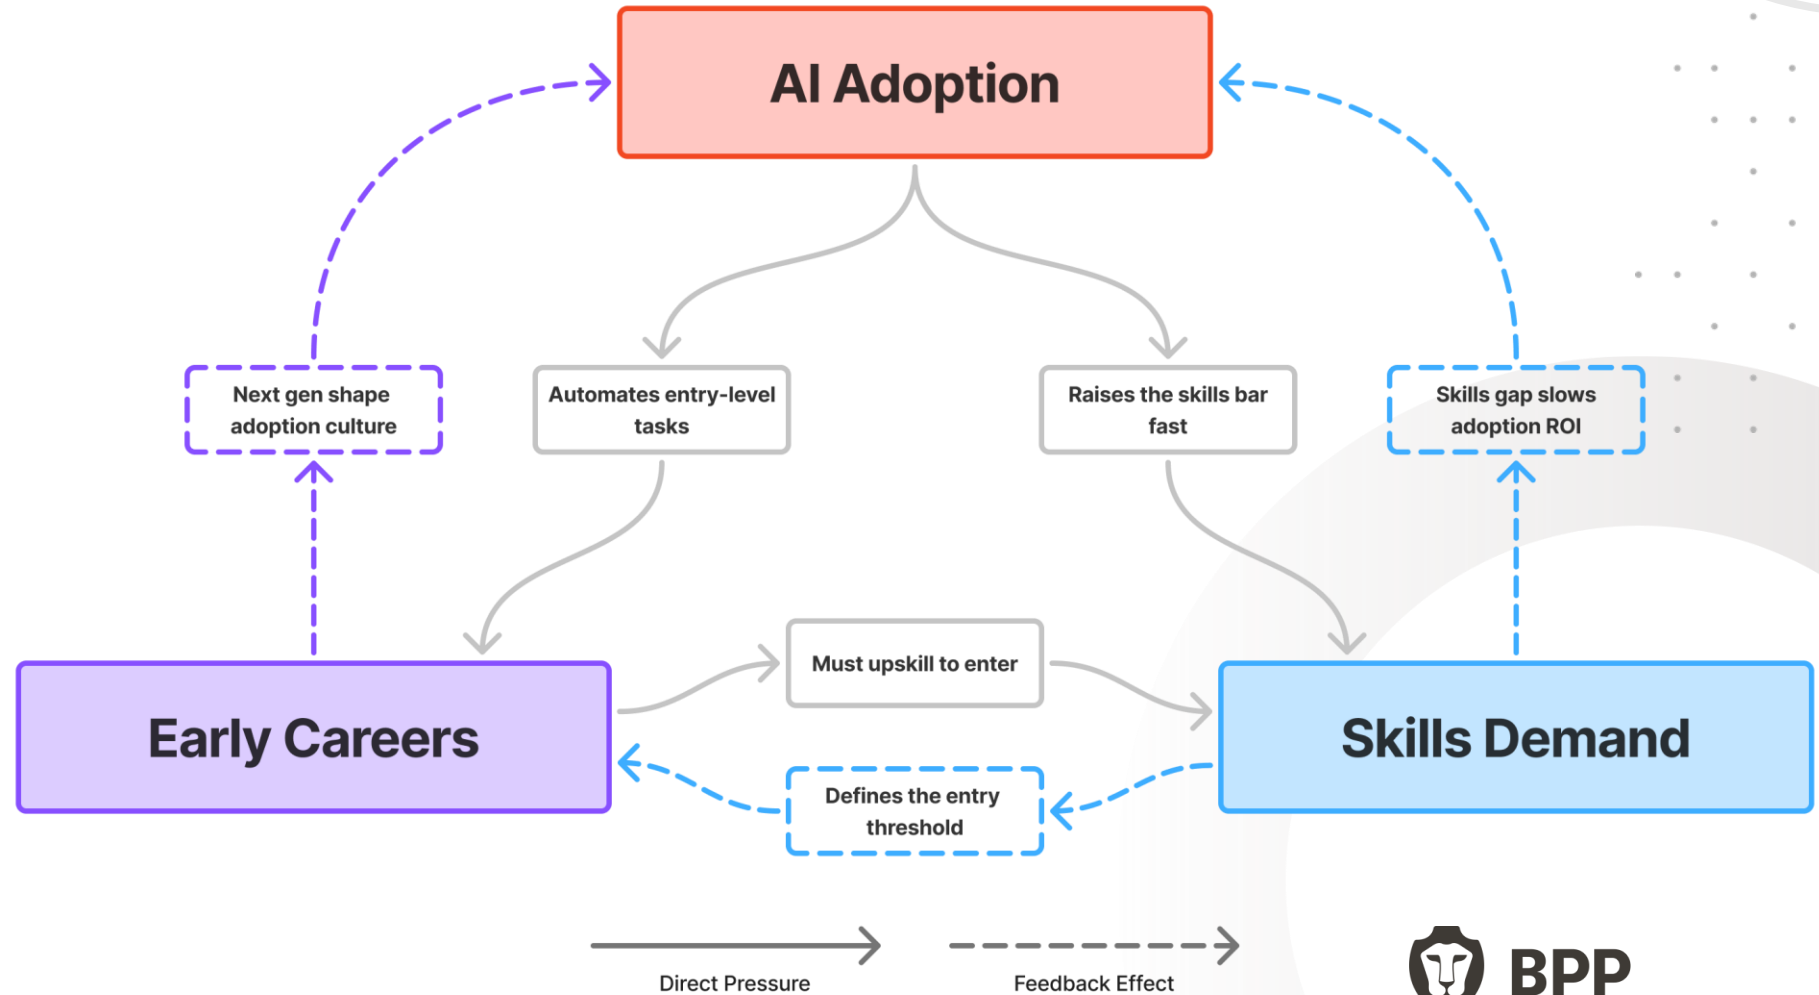 AI Adoption
Next gen shape
adoption culture
Automates entry-level
tasks
Raises the skills bar
fast
Skills gap slows
adoption ROI
Must upskill to enter
Early Careers
Skills Demand
Defines the entry
threshold
Direct Pressure
Feedback Effect
BPP